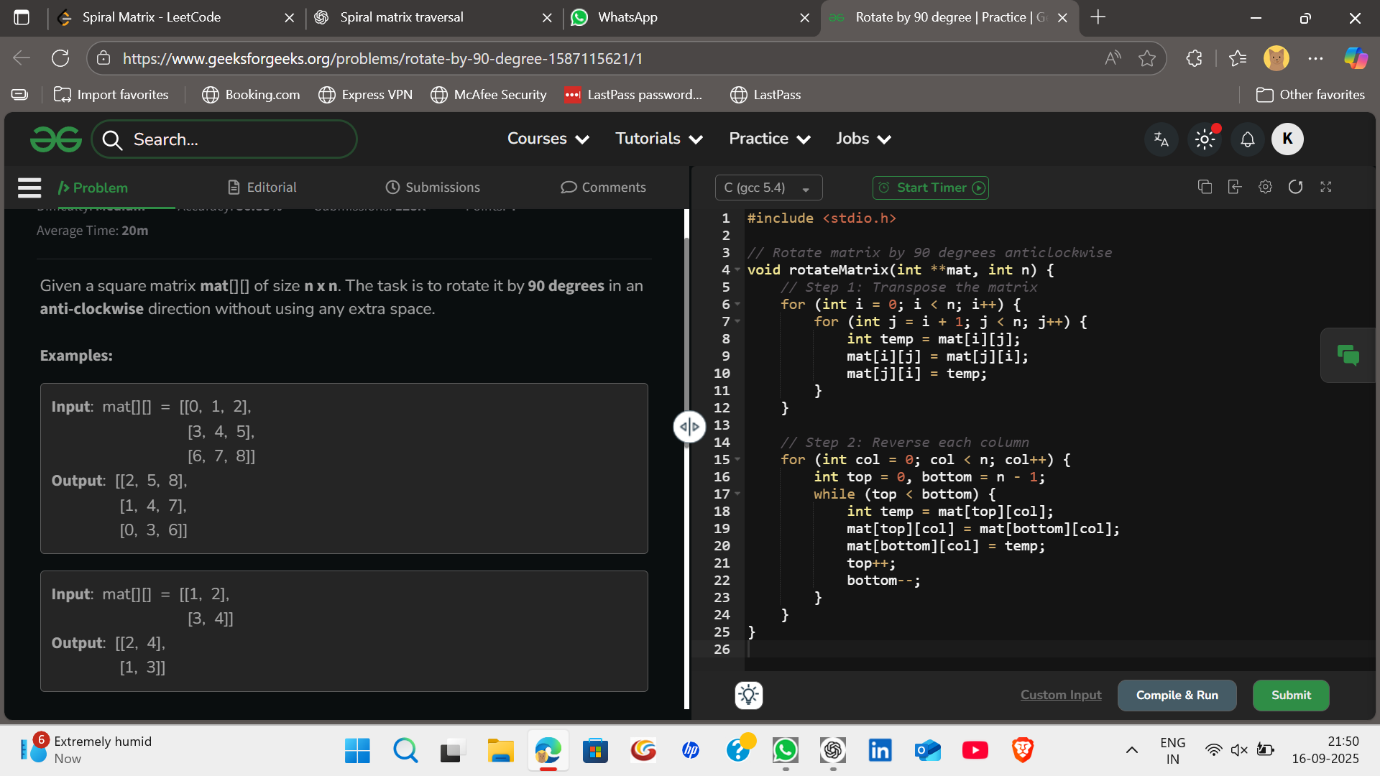 Spiral Matrix - LeetCode
Spiral matrix traversal
WhatsApp
Rotate by 90 degree | Practice | G
https://www.geeksforgeeks.org/problems/rotate-by-90-degree-1587115621/1
Import favorites
Booking.com
Express VPN
McAfee Security
LastPass password...
LastPass
Other favorites
Search...
Courses
Tutorials
Practice
Jobs
K
Problem
Editorial
Submissions
Comments
C (gcc 5.4)
Start Timer
Average Time: 20m
Given a square matrix mat[][] of size n x n. The task is to rotate it by 90 degrees in an
anti-clockwise direction without using any extra space.
Examples:
Input: mat[][] = [[0, 1, 2],
[3, 4, 5],
[6, 7, 8]]
Output: [[2, 5, 8],
[1, 4, 7],
[0, 3, 6]]
Input: mat[][] = [[1, 2],
[3, 4]]
Output: [[2, 4],
[1, 3]]
1 #include <stdio.h>
2
3 // Rotate matrix by 90 degrees anticlockwise
4 void rotateMatrix(int **mat, int n) {
5 // Step 1: Transpose the matrix
6 for (int i = 0; i < n; i++) {
7 for (int j = i + 1; j < n; j++) {
8 int temp = mat[i][j];
9 mat[i][j] = mat[j][i];
10 mat[j][i] = temp;
11 }
12 }
13
14 // Step 2: Reverse each column
15 for (int col = 0; col < n; col++) {
16 int top = 0, bottom = n - 1;
17 while (top < bottom) {
18 int temp = mat[top][col];
19 mat[top][col] = mat[bottom][col];
20 mat[bottom][col] = temp;
21 top++;
22 bottom--;
23 }
24 }
25 }
26
Custom Input
Compile & Run
Submit
6
Extremely humid
Now
ENG
IN
21:50
16-09-2025